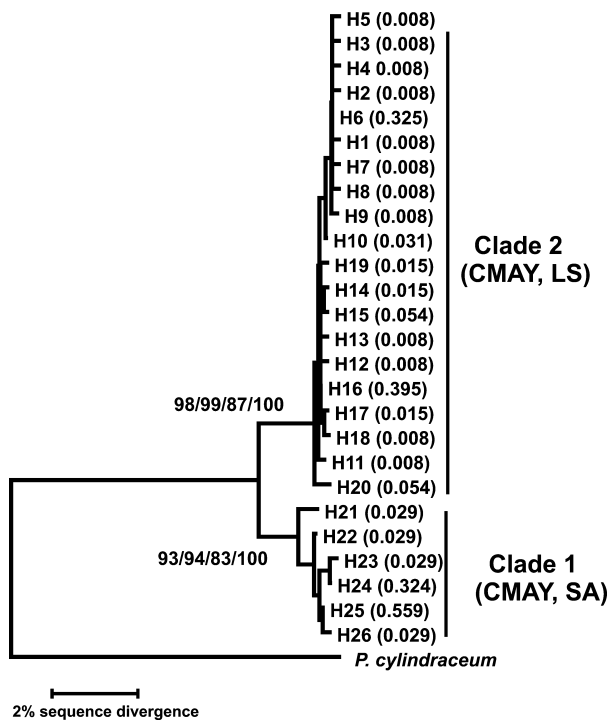 H5 (0.008)
H3 (0.008)
H4 0.008)
H2 (0.008)
H6 (0.325)
H1 (0.008)
H7 (0.008)
H8 (0.008)
H9 (0.008)
H10 (0.031)
H19 (0.015)
H14 (0.015)
H15 (0.054)
H13 (0.008)
H12 (0.008)
H16 (0.395)
H17 (0.015)
H18 (0.008)
H11 (0.008)
H20 (0.054)
Clade 2
(CMAY, LS)
98/99/87/100
H21 (0.029)
H22 (0.029)
H23 (0.029)
H24 (0.324)
H25 (0.559)
H26 (0.029)
Clade 1
(CMAY, SA)
93/94/83/100
P. cylindraceum
2% sequence divergence